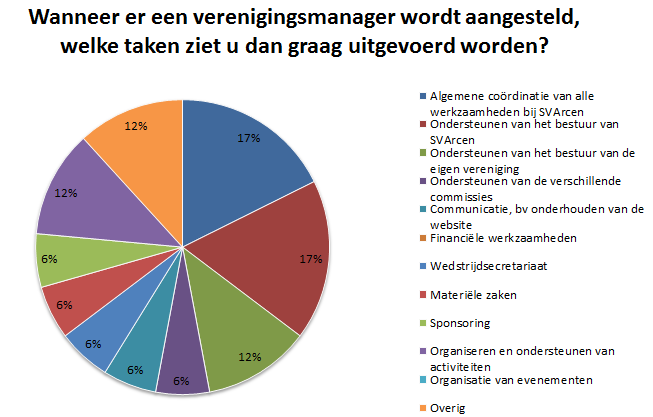 Wanneer er een verenigingsmanager wordt aangesteld,
welke taken ziet u dan graag uitgevoerd worden?
17%
17%
12%
6%
6%
6%
6%
6%
12%
12%
Algemene coördinatie van alle
werkzaamheden bij SVArcen
Ondersteunen van het bestuur van
SVArcen
Ondersteunen van het bestuur van de
eigen vereniging
Ondersteunen van de verschillende
commissies
Communicatie, bv onderhouden van de
website
Financiële werkzaamheden
Wedstrijdsecretariaat
Materiële zaken
Sponsoring
Organiseren en ondersteunen van
activiteiten
Organisatie van evenementen
Overig